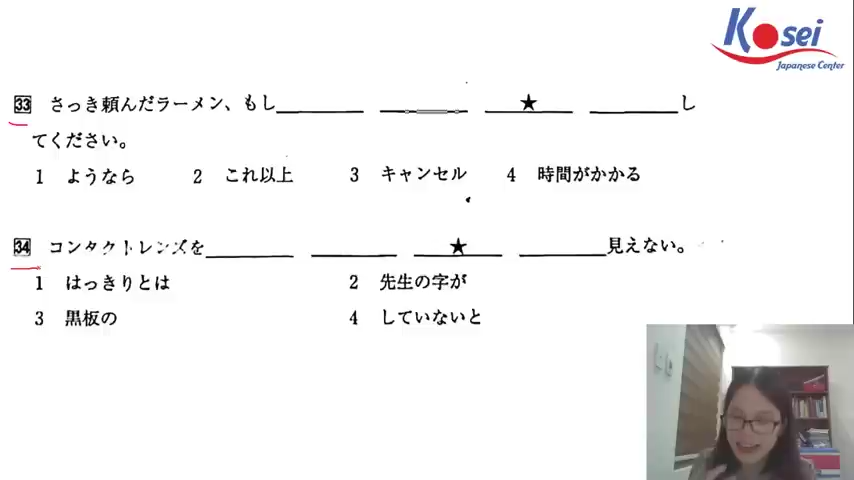 Kosei
Japanese Center
33 さっき頼んだラーメン、もし____ ____ ★ ____し
てください。
1 ようなら 2 これ以上 3 キャンセル 4 時間がかかる
34 コンタクトレンズを____ ____ ★ ____見えない。
1 はっきりとは 2 先生の字が
3 黒板の 4 していないと